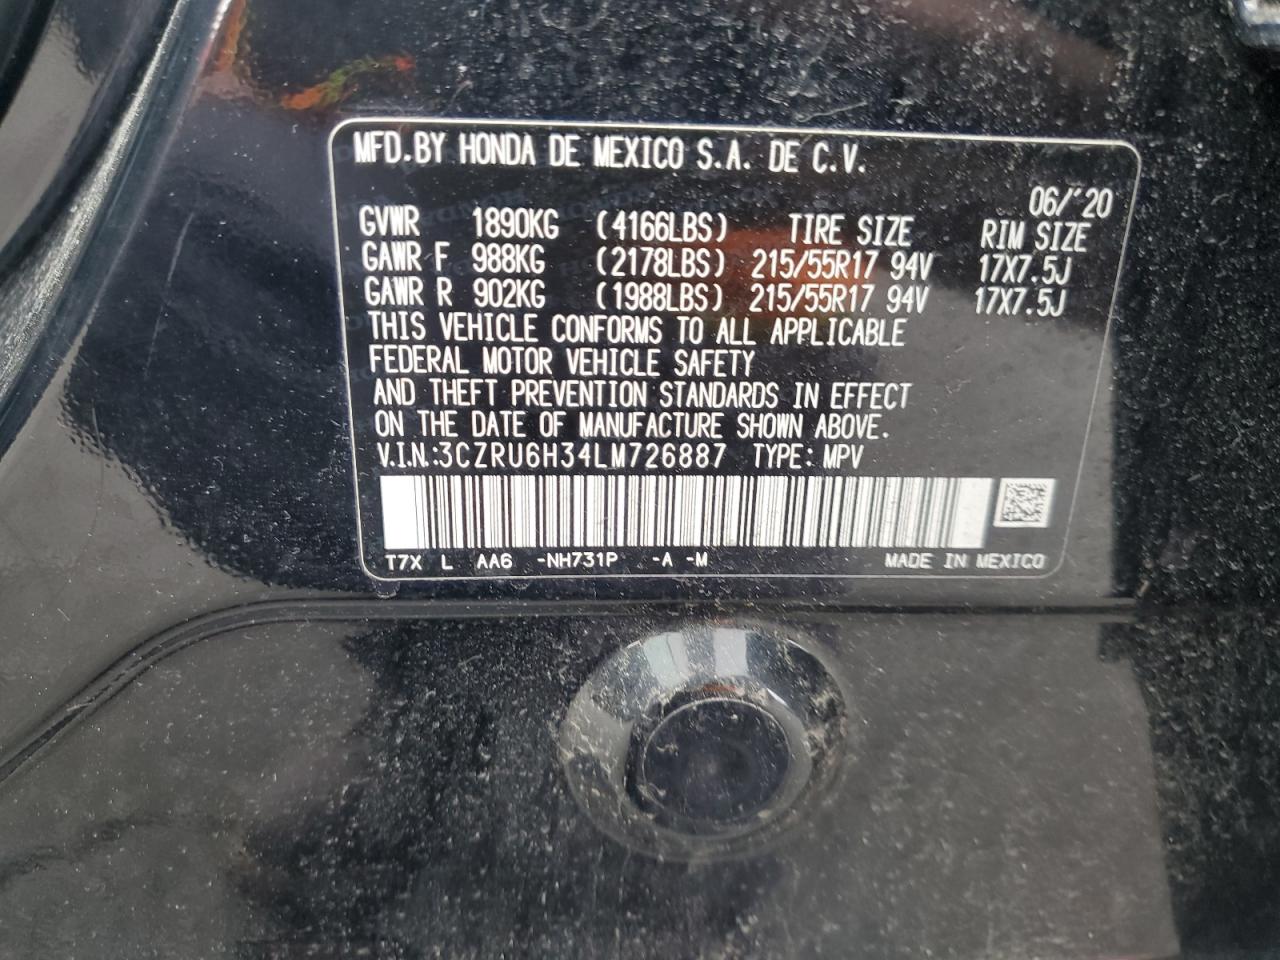 MFD.BY HONDA DE MEXICO S.A. DE C.V.
06/'20
GVWR 1890KG (4166LBS) TIRE SIZE RIM SIZE
GAWR F 988KG (2178LBS) 215/55R17 94V 17X7.5J
GAWR R 902KG (1988LBS) 215/55R17 94V 17X7.5J
THIS VEHICLE CONFORMS TO ALL APPLICABLE
FEDERAL MOTOR VEHICLE SAFETY
AND THEFT PREVENTION STANDARDS IN EFFECT
ON THE DATE OF MANUFACTURE SHOWN ABOVE.
V.I.N.:3CZRU6H34LM726887 TYPE: MPV
T7X L AA6 -NH731P -A -M MADE IN MEXICO